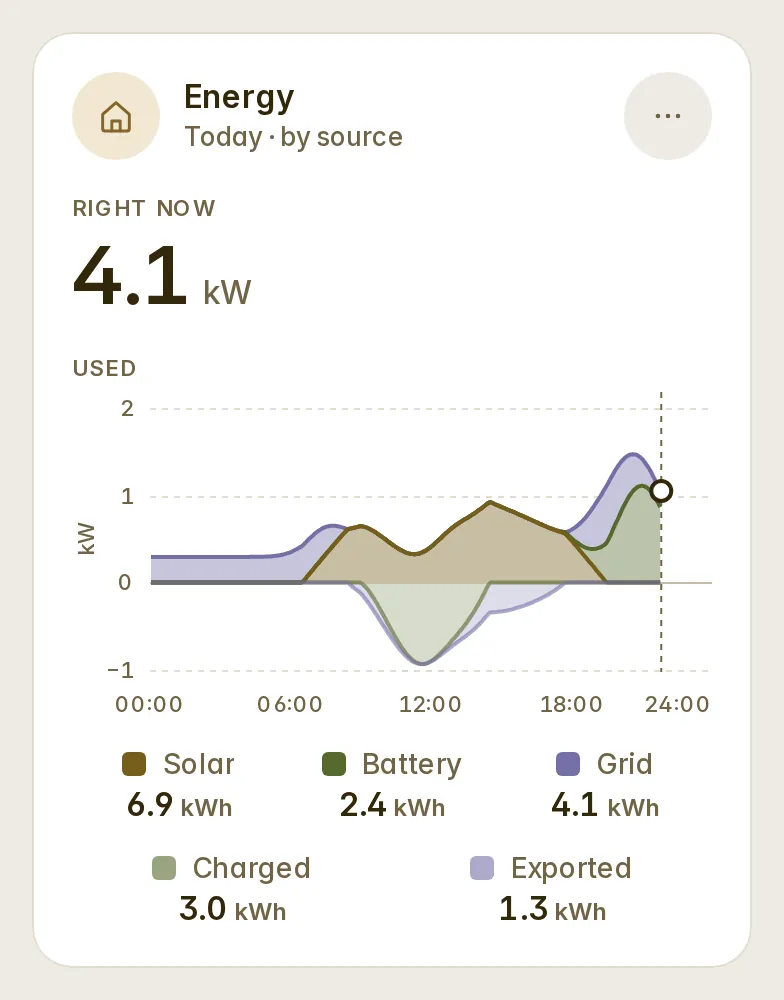 Energy
Today · by source
RIGHT NOW
4.1 kW
USED
2
1
kW
0
−1
00:00 06:00 12:00 18:00 24:00
Solar Battery Grid
6.9 kWh 2.4 kWh 4.1 kWh
Charged Exported
3.0 kWh 1.3 kWh